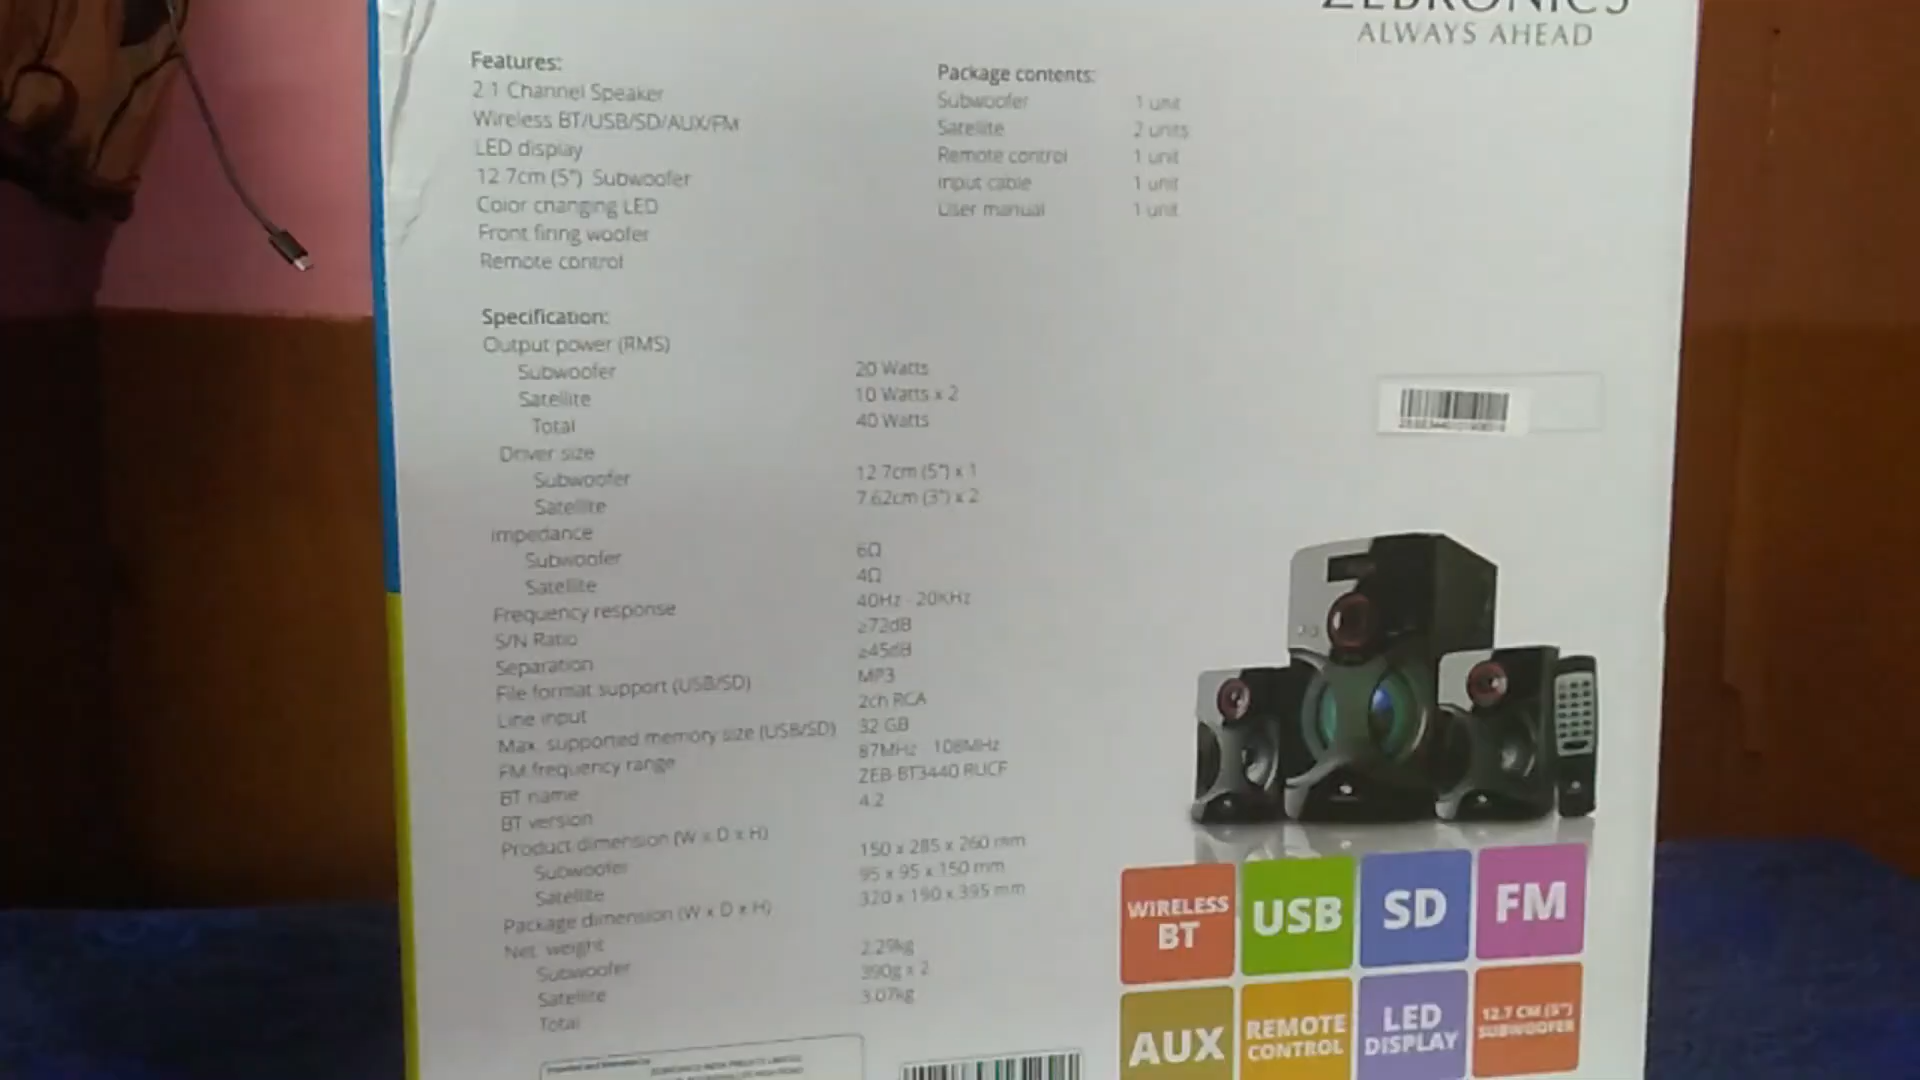 ZEBRONICS
ALWAYS AHEAD
Features:
2.1 Channel Speaker
Wireless BT/USB/SD/AUX/FM
LED display
12.7cm (5") Subwoofer
Color changing LED
Front firing woofer
Remote control
Package contents:
Subwoofer 1 unit
Satellite 2 units
Remote control 1 unit
Input cable 1 unit
User manual 1 unit
Specification:
Output power (RMS)
Subwoofer 20 Watts
Satellite 10 Watts x 2
Total 40 Watts
Driver size
Subwoofer 12.7cm (5") x 1
Satellite 7.62cm (3") x 2
Impedance
Subwoofer 6Ω
Satellite 4Ω
Frequency response 40Hz - 20KHz
S/N Ratio ≥72dB
Separation ≥45dB
File format support (USB/SD) MP3
Line input 2ch RCA
Max. supported memory size (USB/SD) 32 GB
FM frequency range 87MHz - 108MHz
BT name ZEB-BT3440 RUCF
BT version 4.2
Product dimension (W x D x H)
Subwoofer 150 x 285 x 260 mm
Satellite 95 x 95 x 150 mm
Package dimension (W x D x H) 320 x 190 x 395 mm
Net. weight
Subwoofer 2.29kg
Satellite 390g x 2
Total 3.07kg
WIRELESS
BT
USB
SD
FM
AUX
REMOTE
CONTROL
LED
DISPLAY
12.7 CM (5")
SUBWOOFER